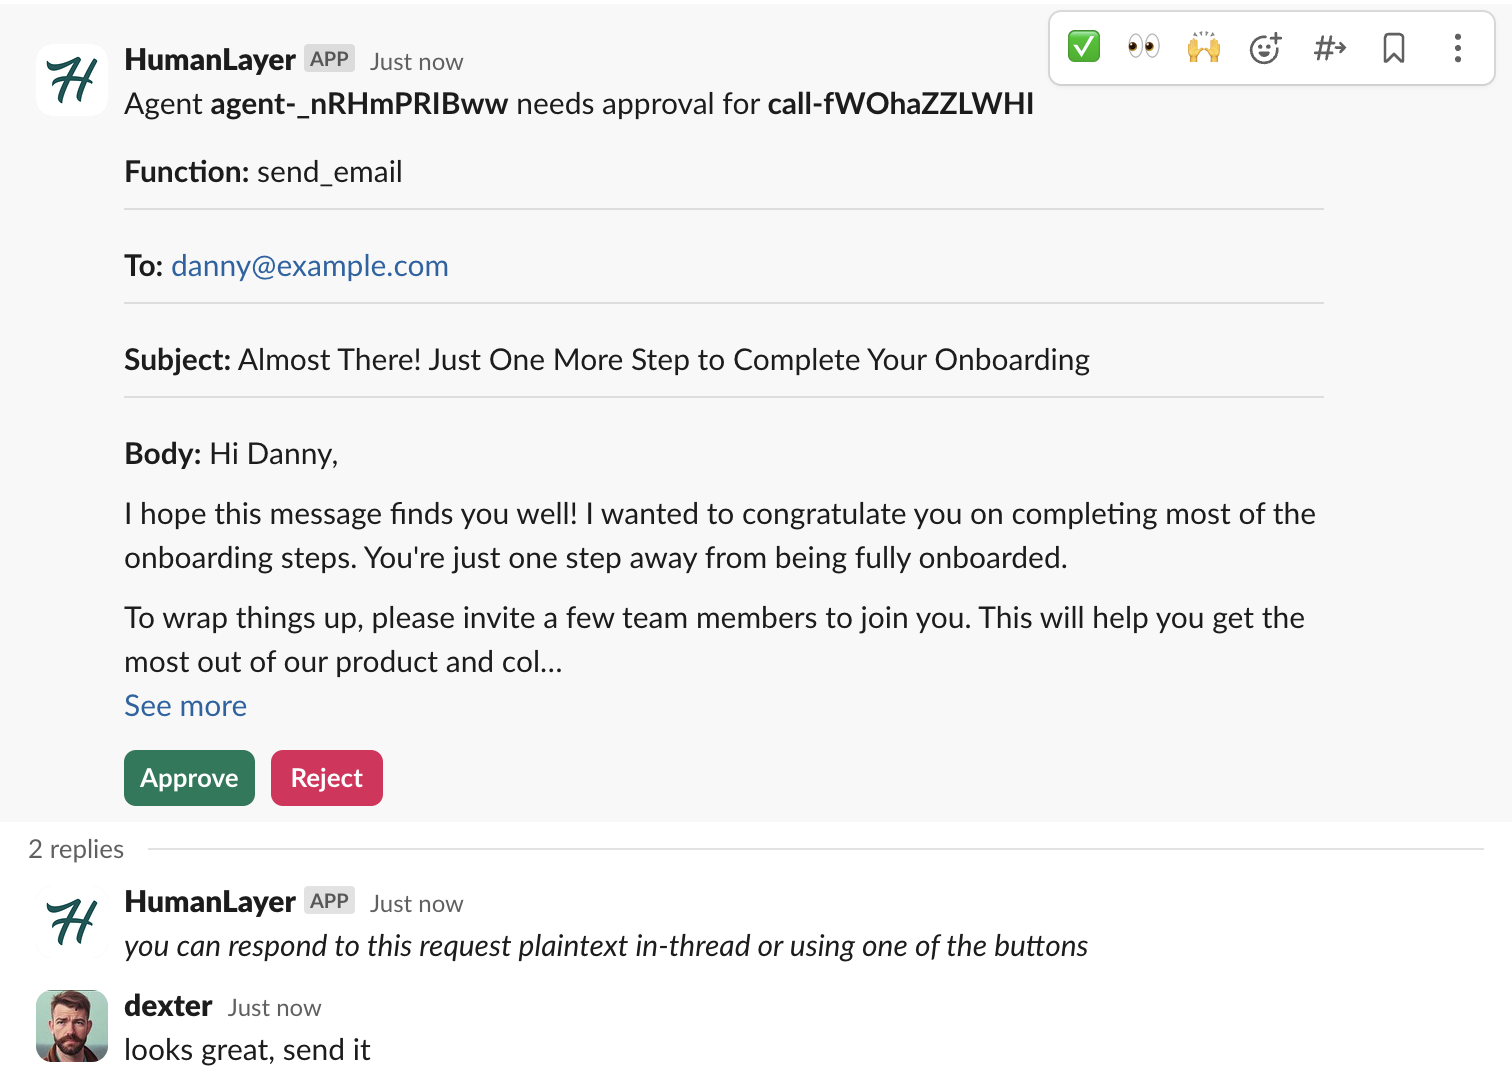 HumanLayer APP Just now
Agent agent-_nRHmPRIBww needs approval for call-fWOhaZZLWHI
Function: send_email
To: danny@example.com
Subject: Almost There! Just One More Step to Complete Your Onboarding
Body: Hi Danny,
I hope this message finds you well! I wanted to congratulate you on completing most of the
onboarding steps. You're just one step away from being fully onboarded.
To wrap things up, please invite a few team members to join you. This will help you get the
most out of our product and col...
See more
Approve Reject
2 replies
HumanLayer APP Just now
you can respond to this request plaintext in-thread or using one of the buttons
dexter Just now
looks great, send it